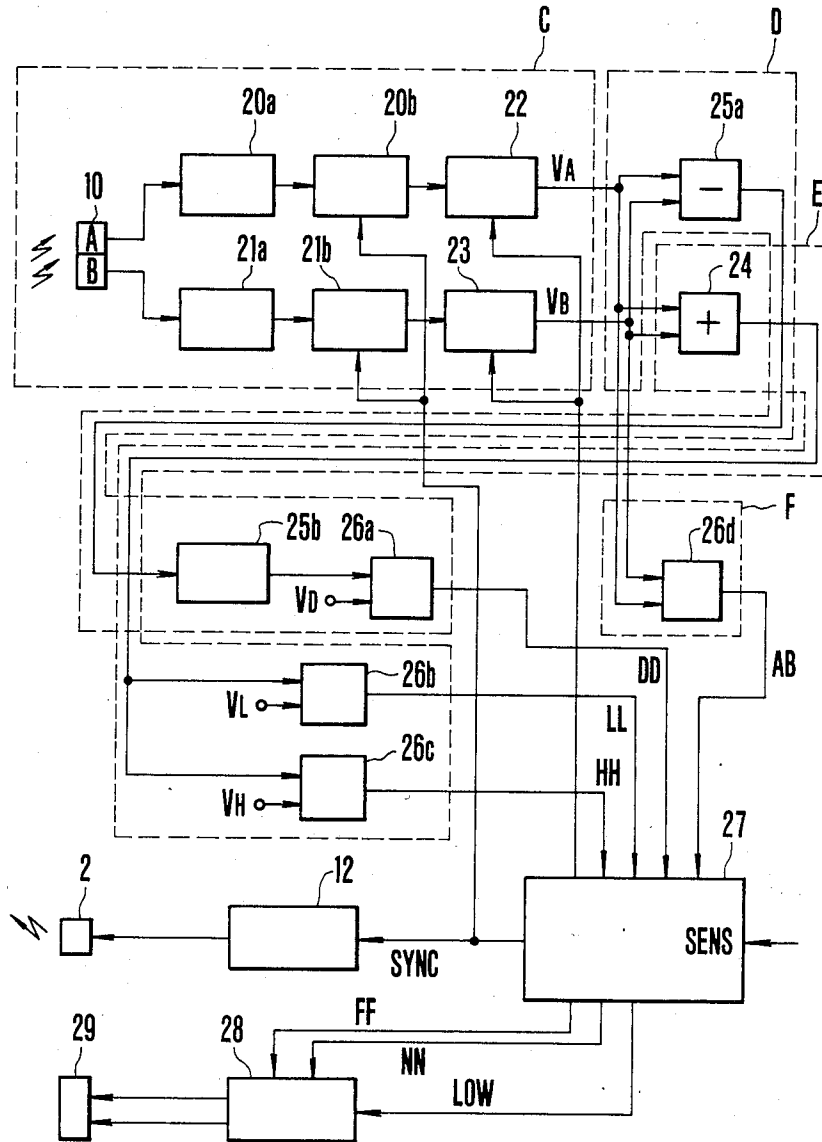 C
D
20a
20b
22
25a
10
VA
A
B
−
E
21a
21b
23
24
VB
+
25b
26a
F
26d
VD
DD
AB
26b
LL
VL
26c
HH
VH
27
2
12
SENS
SYNC
FF
29
28
NN
LOW